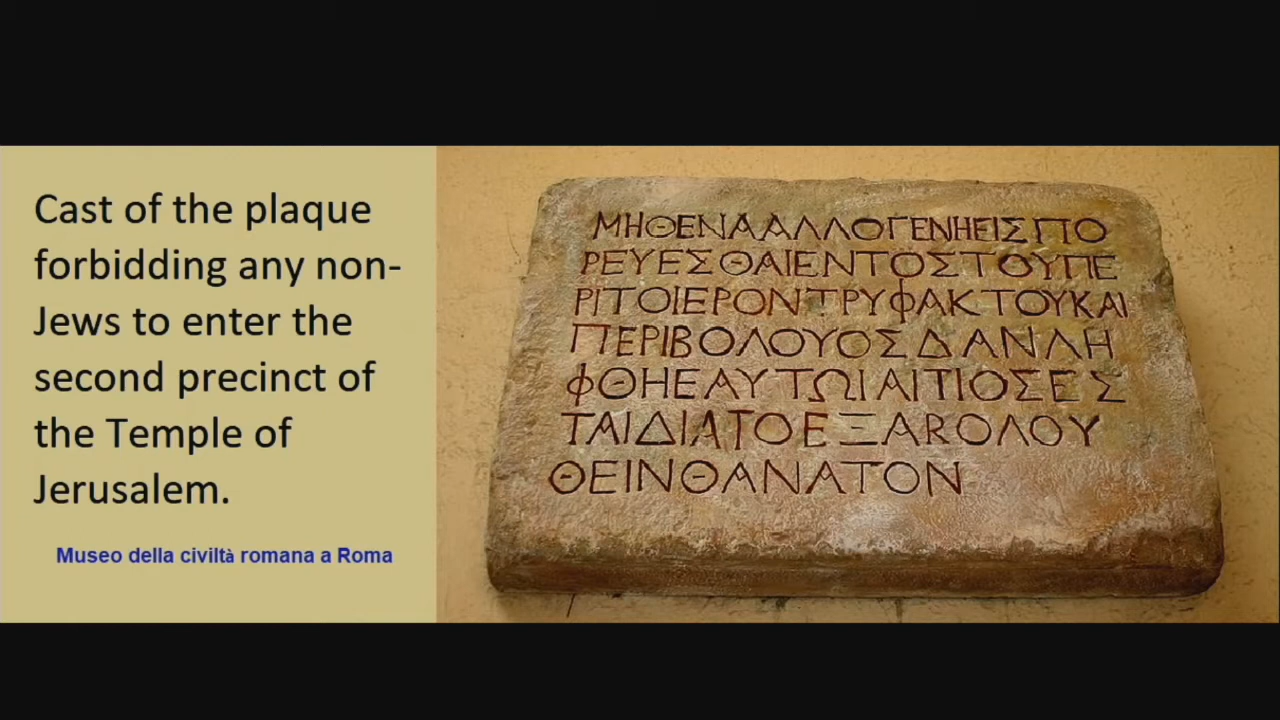 Cast of the plaque
forbidding any non-
Jews to enter the
second precinct of
the Temple of
Jerusalem.
Museo della civiltà romana a Roma
ΜΗΘΕΝΑΑΛΛΟΓΕΝΗΕΙΣΠΟ
ΡΕΥΕΣΘΑΙΕΝΤΟΣΤΟΥΠΕ
ΡΙΤΟΙΕΡΟΝΤΡΥΦΑΚΤΟΥΚΑΙ
ΠΕΡΙΒΟΛΟΥΟΣΔΑΝΛΗ
ΦΘΗΕΑΥΤΩΙΑΙΤΙΟΣΕΣ
ΤΑΙΔΙΑΤΟΕΞΑRΟΛΟΥ
ΘΕΙΝΘΑΝΑΤΟΝ